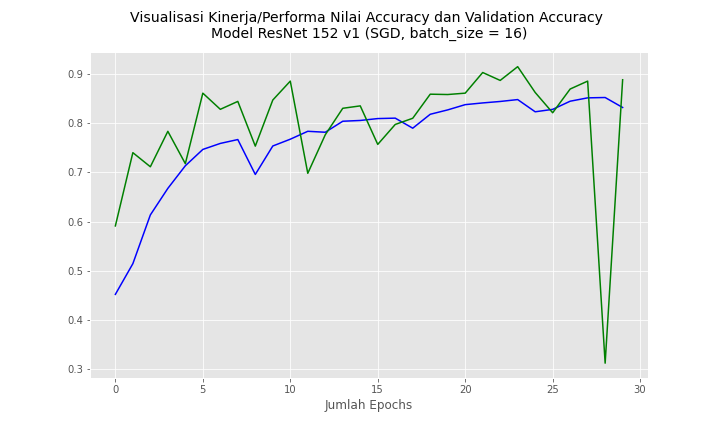 Visualisasi Kinerja/Performa Nilai Accuracy dan Validation Accuracy
Model ResNet 152 v1 (SGD, batch_size = 16)
0.9
0.8
0.7
0.6
0.5
0.4
0.3
0 5 10 15 20 25 30
Jumlah Epochs